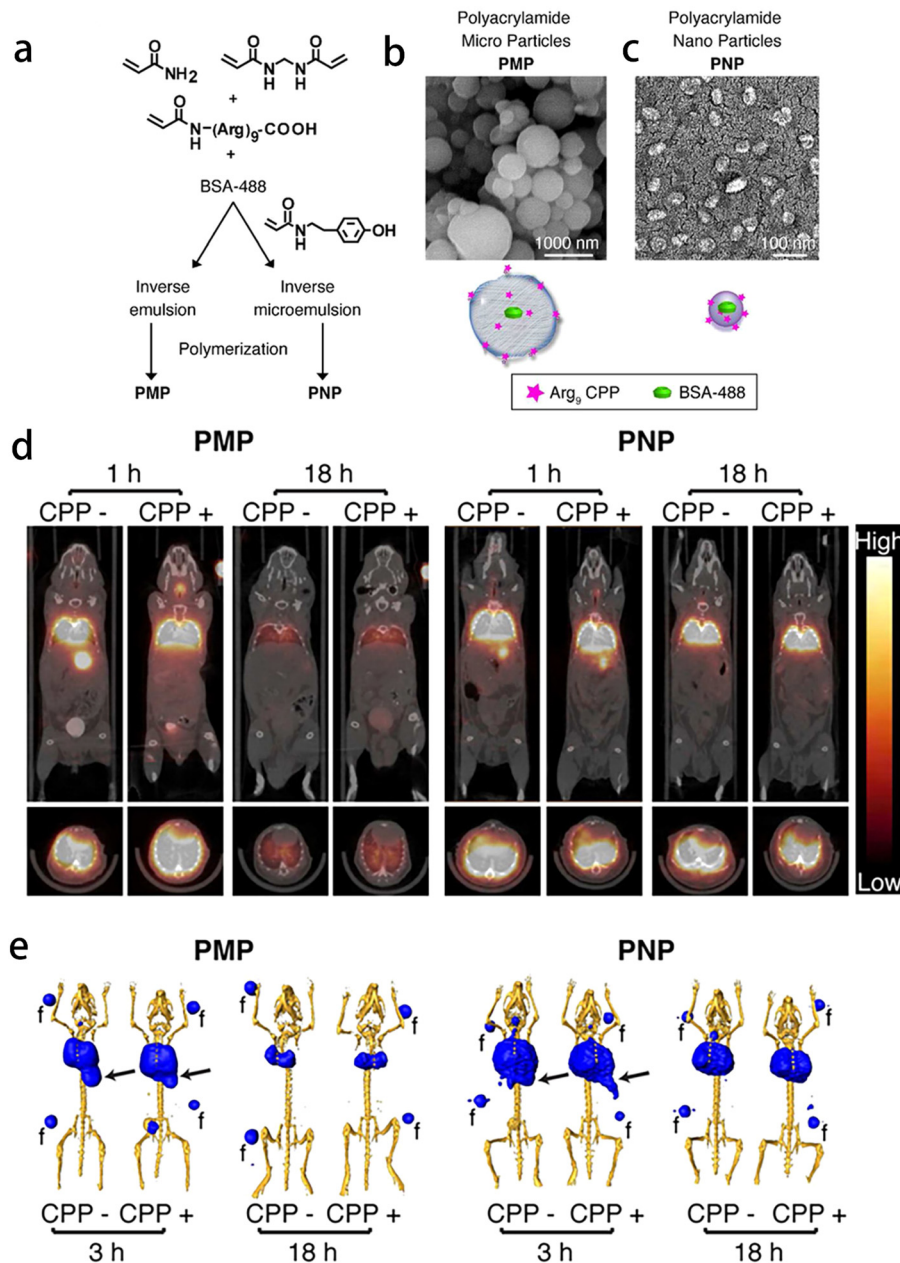 a
NH2
O
N
H
N
H
O
+
O
N
H
(Arg)9-COOH
+
BSA-488
O
N
H
OH
Inverse
emulsion
Inverse
microemulsion
Polymerization
PMP
PNP
b
Polyacrylamide
Micro Particles
PMP
1000 nm
c
Polyacrylamide
Nano Particles
PNP
100 nm
Arg9 CPP
BSA-488
d
PMP
PNP
1 h
18 h
1 h
18 h
CPP -
CPP +
CPP -
CPP +
CPP -
CPP +
CPP -
CPP +
High
Low
e
PMP
PNP
f
f
f
f
f
f
f
f
f
f
f
f
f
f
CPP -
CPP +
CPP -
CPP +
CPP -
CPP +
CPP -
CPP +
3 h
18 h
3 h
18 h